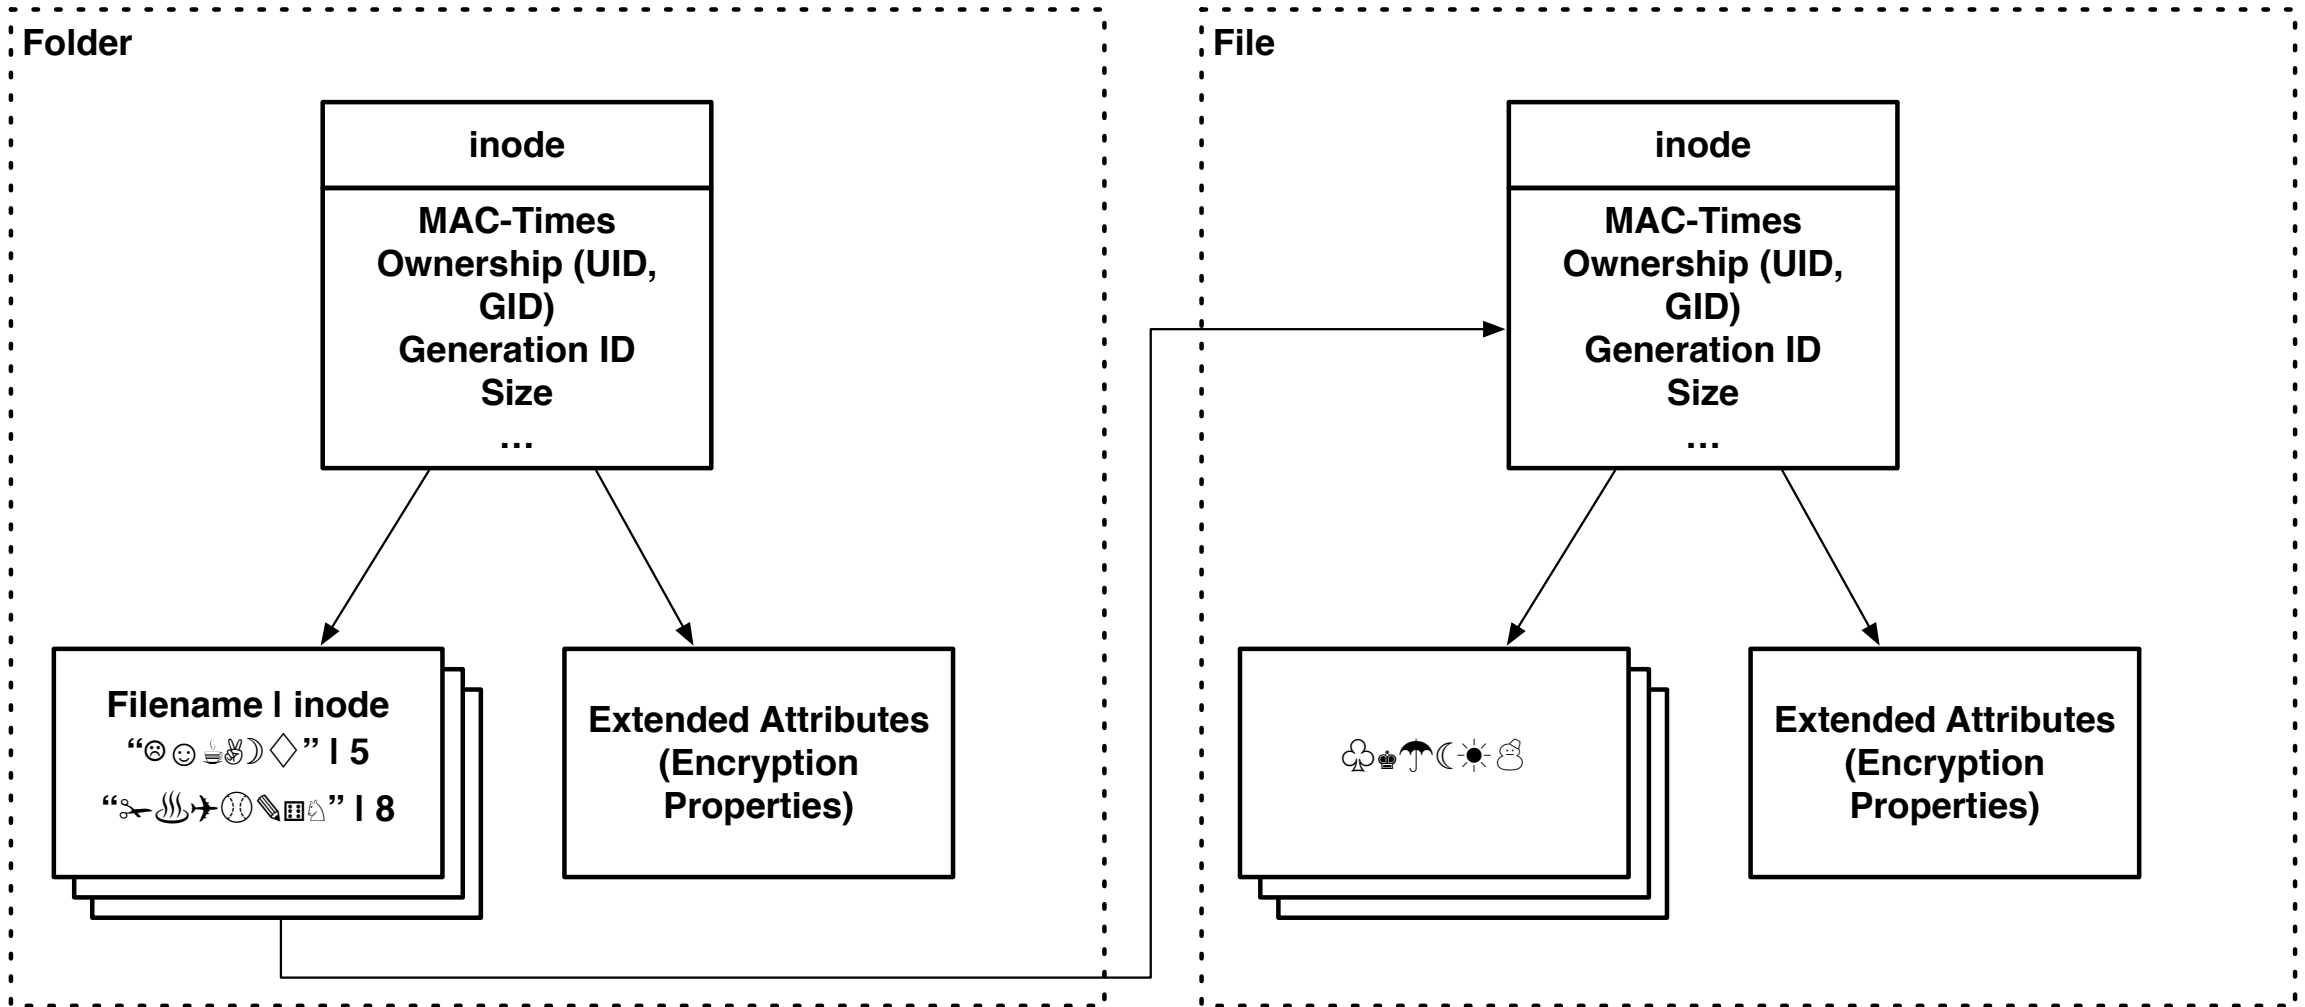 Folder
inode
MAC-Times
Ownership (UID,
GID)
Generation ID
Size
...
Filename | inode
“☹☺☕✌☽♢” | 5
“✂♨✈⚾✎⚅♘” | 8
Extended Attributes
(Encryption
Properties)
File
inode
MAC-Times
Ownership (UID,
GID)
Generation ID
Size
...
♧♚☂☾☀☃
Extended Attributes
(Encryption
Properties)